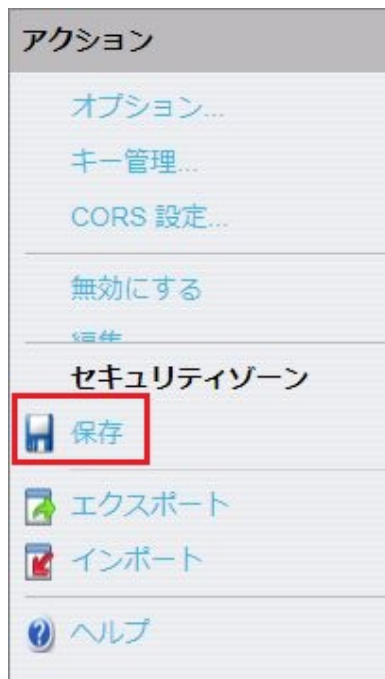 アクション
オプション...
キー管理...
CORS 設定...
無効にする
編集
セキュリティゾーン
保存
エクスポート
インポート
ヘルプ